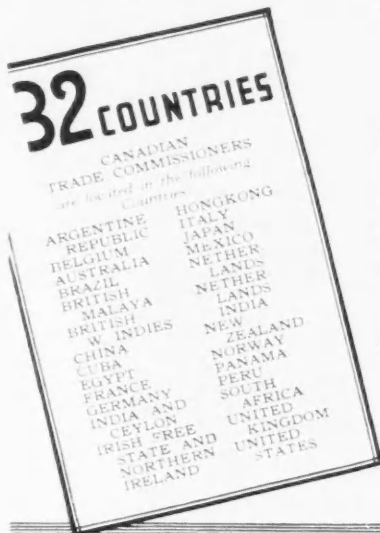 32 COUNTRIES
CANADIAN
TRADE COMMISSIONERS
are located in the following
Countries
ARGENTINE
REPUBLIC
BELGIUM
AUSTRALIA
BRAZIL
BRITISH
MALAYA
BRITISH
W. INDIES
CHINA
CUBA
EGYPT
FRANCE
GERMANY
INDIA AND
CEYLON
IRISH FREE
STATE AND
NORTHERN
IRELAND
HONGKONG
ITALY
JAPAN
MEXICO
NETHER
LANDS
NETHER
LANDS
INDIA
NEW
ZEALAND
NORWAY
PANAMA
PERU
SOUTH
AFRICA
UNITED
KINGDOM
UNITED
STATES